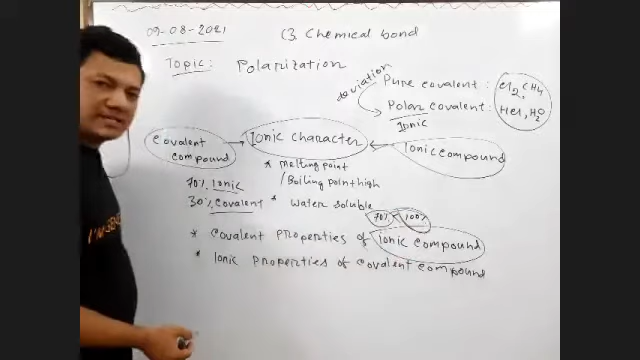 09-08-2021
C3. Chemical bond
Topic: Polarization
deviation
Pure covalent: Cl2, CH4
Polar covalent: HCl, H2O
Ionic
covalent compound
Ionic character
Ionic compound
* melting point
/Boiling point high
70% Ionic
30% covalent
* water soluble
70% 100%
* covalent properties of Ionic compound
* Ionic properties of covalent compound